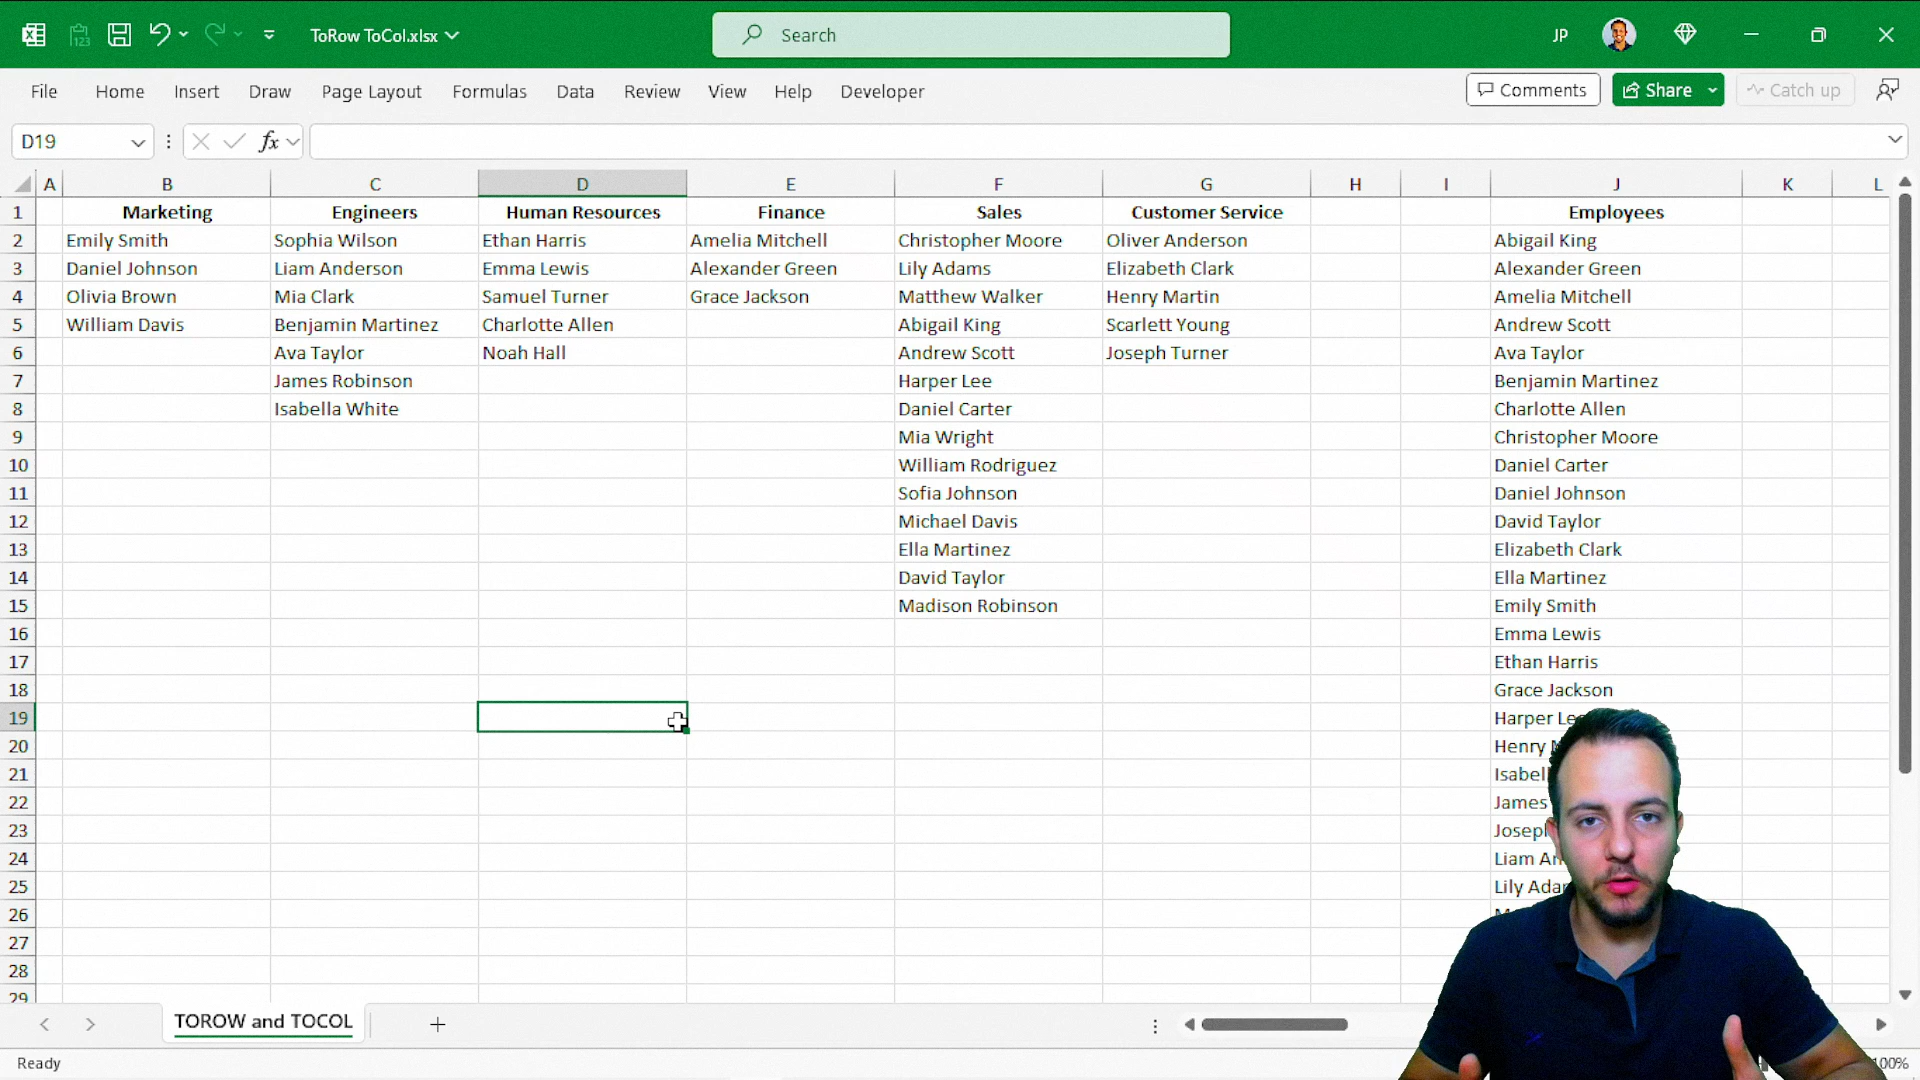 ToRow ToCol.xlsx
Search
JP
File Home Insert Draw Page Layout Formulas Data Review View Help Developer
Comments Share Catch up
D19
fx
A B C D E F G H I J K L
1 Marketing Engineers Human Resources Finance Sales Customer Service Employees
2 Emily Smith Sophia Wilson Ethan Harris Amelia Mitchell Christopher Moore Oliver Anderson Abigail King
3 Daniel Johnson Liam Anderson Emma Lewis Alexander Green Lily Adams Elizabeth Clark Alexander Green
4 Olivia Brown Mia Clark Samuel Turner Grace Jackson Matthew Walker Henry Martin Amelia Mitchell
5 William Davis Benjamin Martinez Charlotte Allen Abigail King Scarlett Young Andrew Scott
6 Ava Taylor Noah Hall Andrew Scott Joseph Turner Ava Taylor
7 James Robinson Harper Lee Benjamin Martinez
8 Isabella White Daniel Carter Charlotte Allen
9 Mia Wright Christopher Moore
10 William Rodriguez Daniel Carter
11 Sofia Johnson Daniel Johnson
12 Michael Davis David Taylor
13 Ella Martinez Elizabeth Clark
14 David Taylor Ella Martinez
15 Madison Robinson Emily Smith
16 Emma Lewis
17 Ethan Harris
18 Grace Jackson
19 Harper
20 Henry
21
22 James
23
24 Liam
25 Lily
26
27
28
29
TOROW and TOCOL
Ready
100%